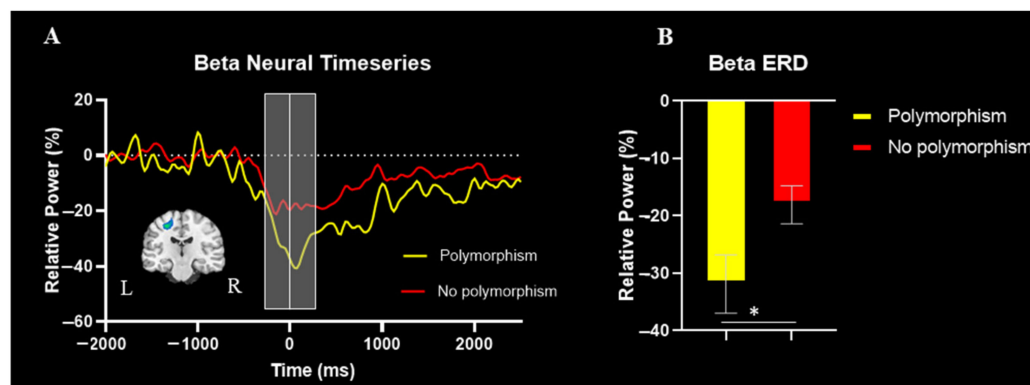 A
Beta Neural Timeseries
Relative Power (%)
20
0
−20
−40
−60
L
R
Polymorphism
No polymorphism
−2000
−1000
0
1000
2000
Time (ms)
B
Beta ERD
Relative Power (%)
0
−10
−20
−30
−40
*
Polymorphism
No polymorphism